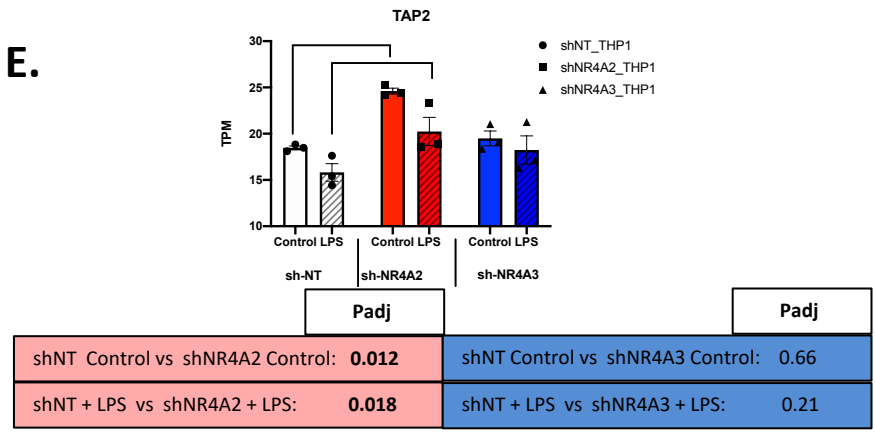 TAP2
E.
30
25
20
15
10
TPM
shNT_THP1
shNR4A2_THP1
shNR4A3_THP1
Control LPS Control LPS Control LPS
sh-NT sh-NR4A2 sh-NR4A3
Padj Padj
shNT Control vs shNR4A2 Control: 0.012 shNT Control vs shNR4A3 Control: 0.66
shNT + LPS vs shNR4A2 + LPS: 0.018 shNT + LPS vs shNR4A3 + LPS: 0.21